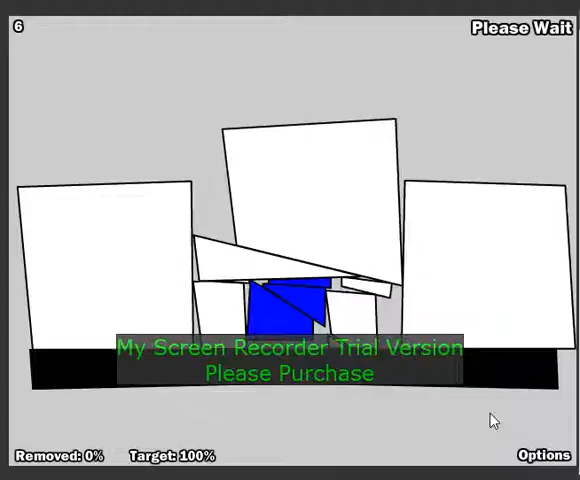 6
Please Wait
My Screen Recorder Trial Version
Please Purchase
Removed: 0%
Target: 100%
Options